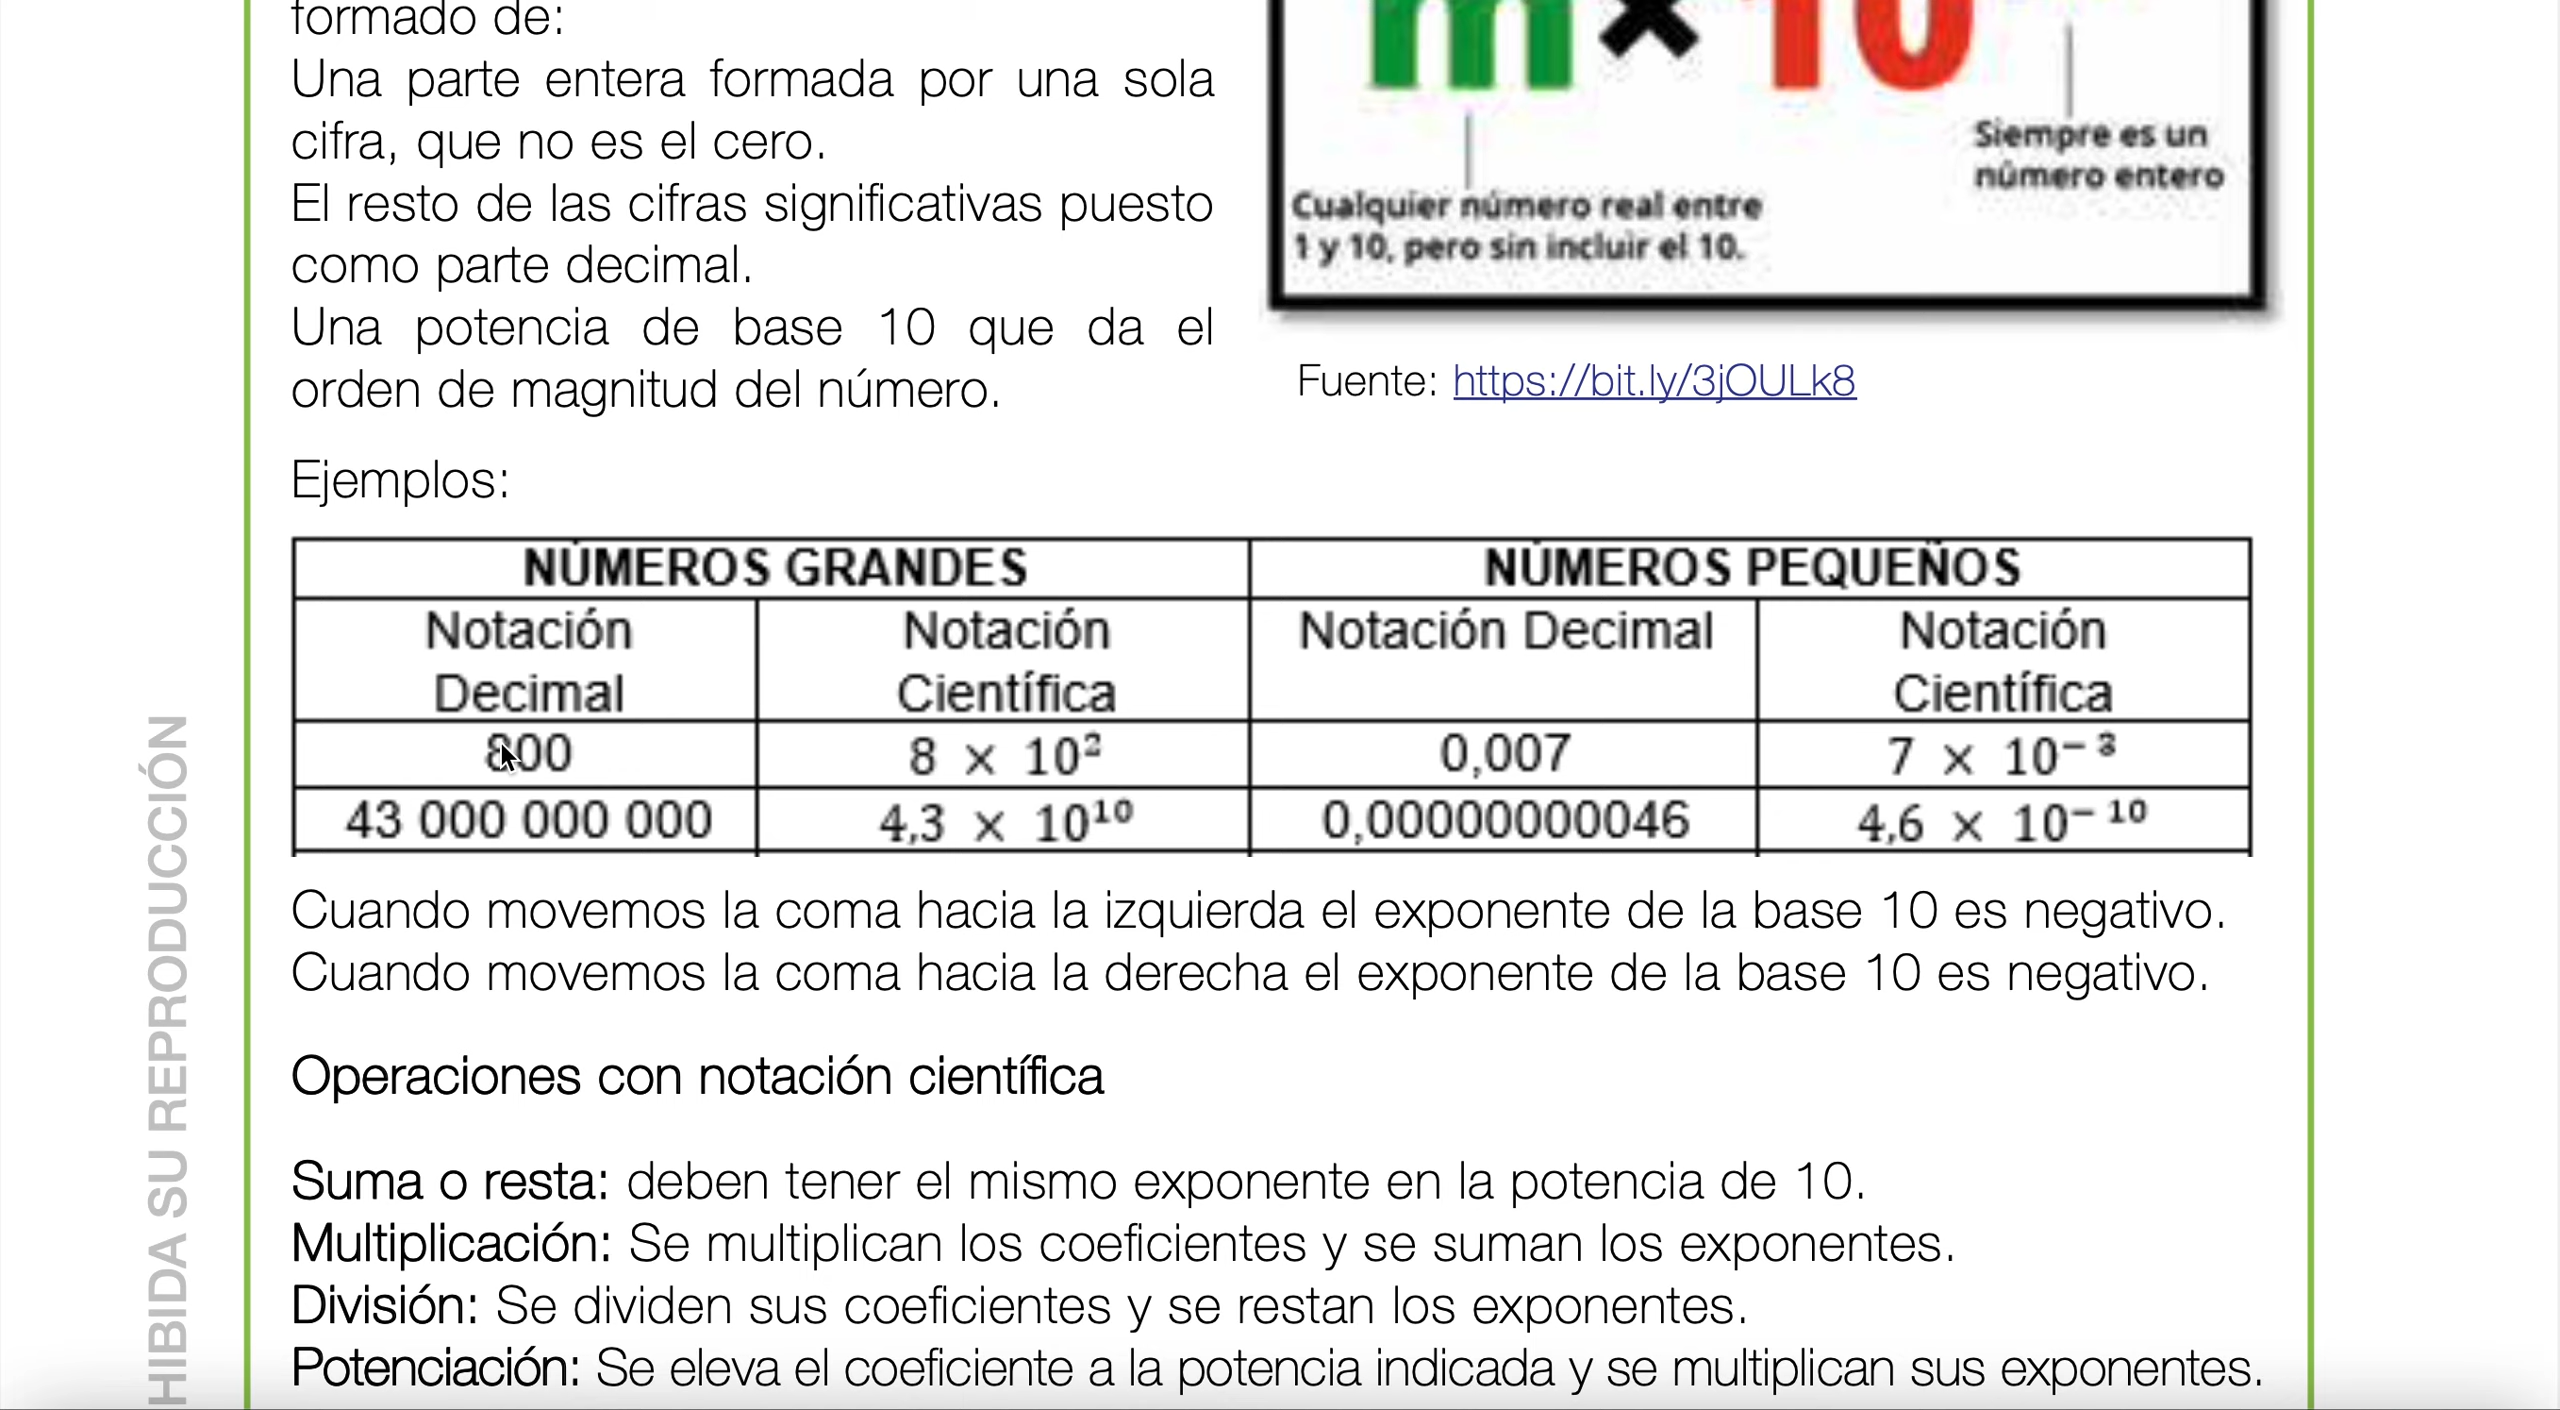 formado de:
Una parte entera formada por una sola
cifra, que no es el cero.
El resto de las cifras significativas puesto
como parte decimal.
Una potencia de base 10 que da el
orden de magnitud del número.
m×10
Siempre es un
número entero
Cualquier número real entre
1 y 10, pero sin incluir el 10.
Fuente: https://bit.ly/3jOULk8
Ejemplos:
NÚMEROS GRANDES NÚMEROS PEQUEÑOS
Notación Decimal Notación Científica Notación Decimal Notación Científica
800 8 × 10² 0,007 7 × 10⁻³
43 000 000 000 4,3 × 10¹⁰ 0,00000000046 4,6 × 10⁻¹⁰
Cuando movemos la coma hacia la izquierda el exponente de la base 10 es negativo.
Cuando movemos la coma hacia la derecha el exponente de la base 10 es negativo.
Operaciones con notación científica
Suma o resta: deben tener el mismo exponente en la potencia de 10.
Multiplicación: Se multiplican los coeficientes y se suman los exponentes.
División: Se dividen sus coeficientes y se restan los exponentes.
Potenciación: Se eleva el coeficiente a la potencia indicada y se multiplican sus exponentes.
HIBIDA SU REPRODUCCIÓN